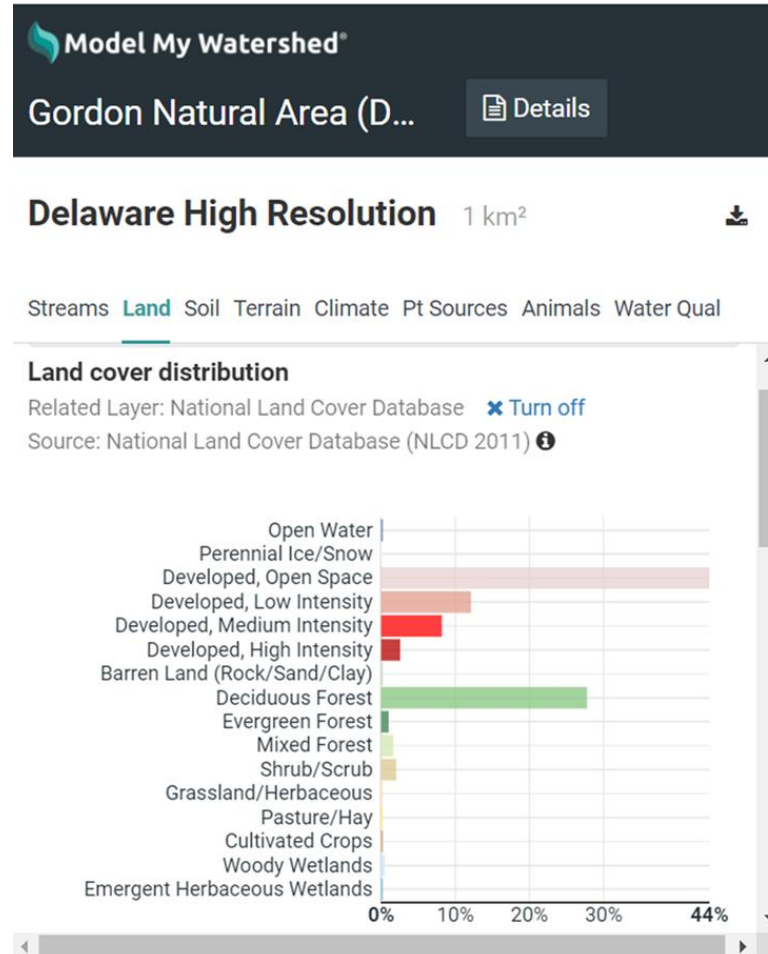 Model My Watershed®
Gordon Natural Area (D... Details
Delaware High Resolution 1 km²
Streams Land Soil Terrain Climate Pt Sources Animals Water Qual
Land cover distribution
Related Layer: National Land Cover Database Turn off
Source: National Land Cover Database (NLCD 2011)
Open Water
Perennial Ice/Snow
Developed, Open Space
Developed, Low Intensity
Developed, Medium Intensity
Developed, High Intensity
Barren Land (Rock/Sand/Clay)
Deciduous Forest
Evergreen Forest
Mixed Forest
Shrub/Scrub
Grassland/Herbaceous
Pasture/Hay
Cultivated Crops
Woody Wetlands
Emergent Herbaceous Wetlands
0% 10% 20% 30% 44%